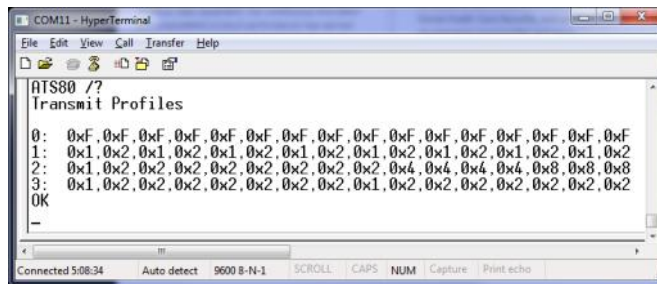 COM11 - HyperTerminal
File Edit View Call Transfer Help
ATS80 /?
Transmit Profiles
0: 0xF,0xF,0xF,0xF,0xF,0xF,0xF,0xF,0xF,0xF,0xF,0xF,0xF,0xF,0xF,0xF
1: 0x1,0x2,0x1,0x2,0x1,0x2,0x1,0x2,0x1,0x2,0x1,0x2,0x1,0x2,0x1,0x2
2: 0x1,0x2,0x2,0x2,0x2,0x2,0x2,0x2,0x2,0x4,0x4,0x4,0x4,0x8,0x8,0x8
3: 0x1,0x2,0x2,0x2,0x2,0x2,0x2,0x2,0x1,0x2,0x2,0x2,0x2,0x2,0x2,0x2
OK
_
Connected 5:08:34 Auto detect 9600 8-N-1 SCROLL CAPS NUM Capture Print echo